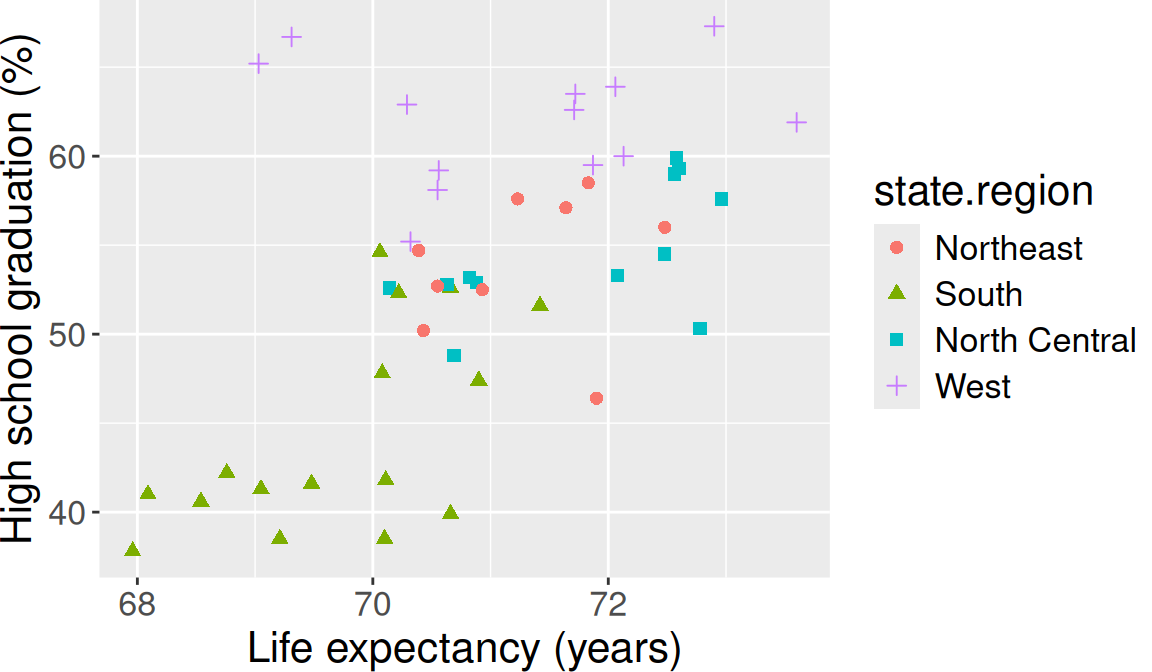 High school graduation (%)
60
50
40
68 70 72
Life expectancy (years)
state.region
Northeast
South
North Central
West